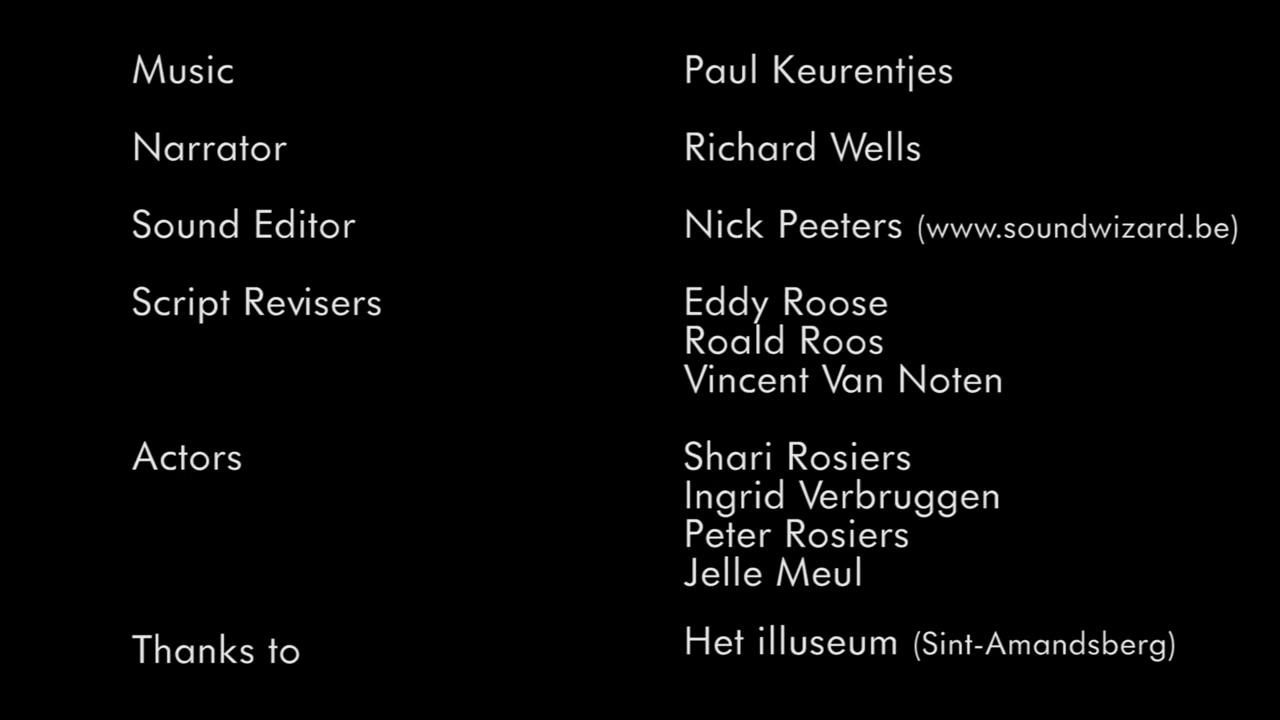 Music Paul Keurentjes
Narrator Richard Wells
Sound Editor Nick Peeters (www.soundwizard.be)
Script Revisers Eddy Roose
Roald Roos
Vincent Van Noten
Actors Shari Rosiers
Ingrid Verbruggen
Peter Rosiers
Jelle Meul
Thanks to Het illuseum (Sint-Amandsberg)